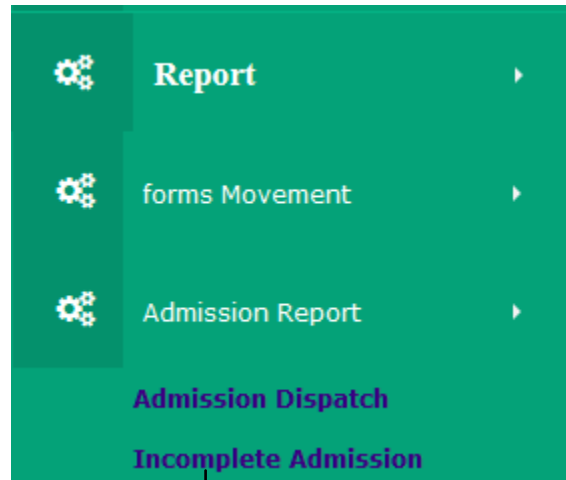 Report
forms Movement
Admission Report
Admission Dispatch
Incomplete Admission